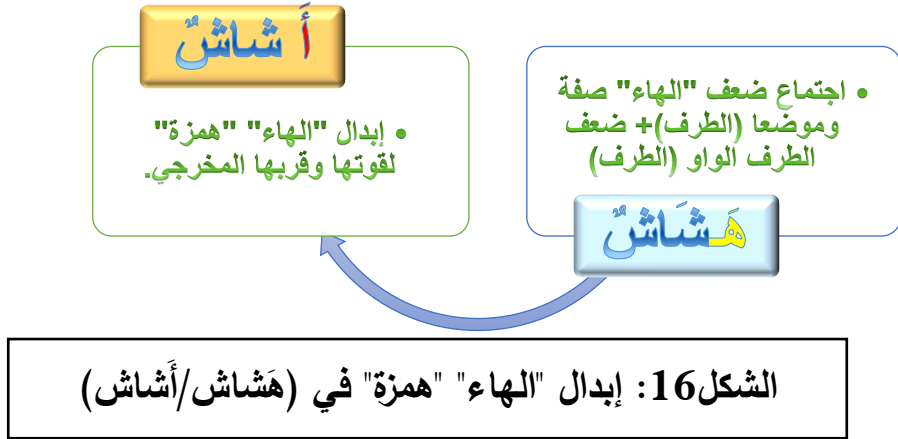 • اجتماع ضعف "الهاء" صفة
وموضعا (الطرف)+ ضعف
الطرف الواو (الطرف)
هَـشَاشٌ
أَ شاشٌ
• إبدال "الهاء" "همزة"
لقوتها وقربها المخرجي.
الشكل16: إبدال "الهاء" "همزة" في (هَشاش/أَشاش)